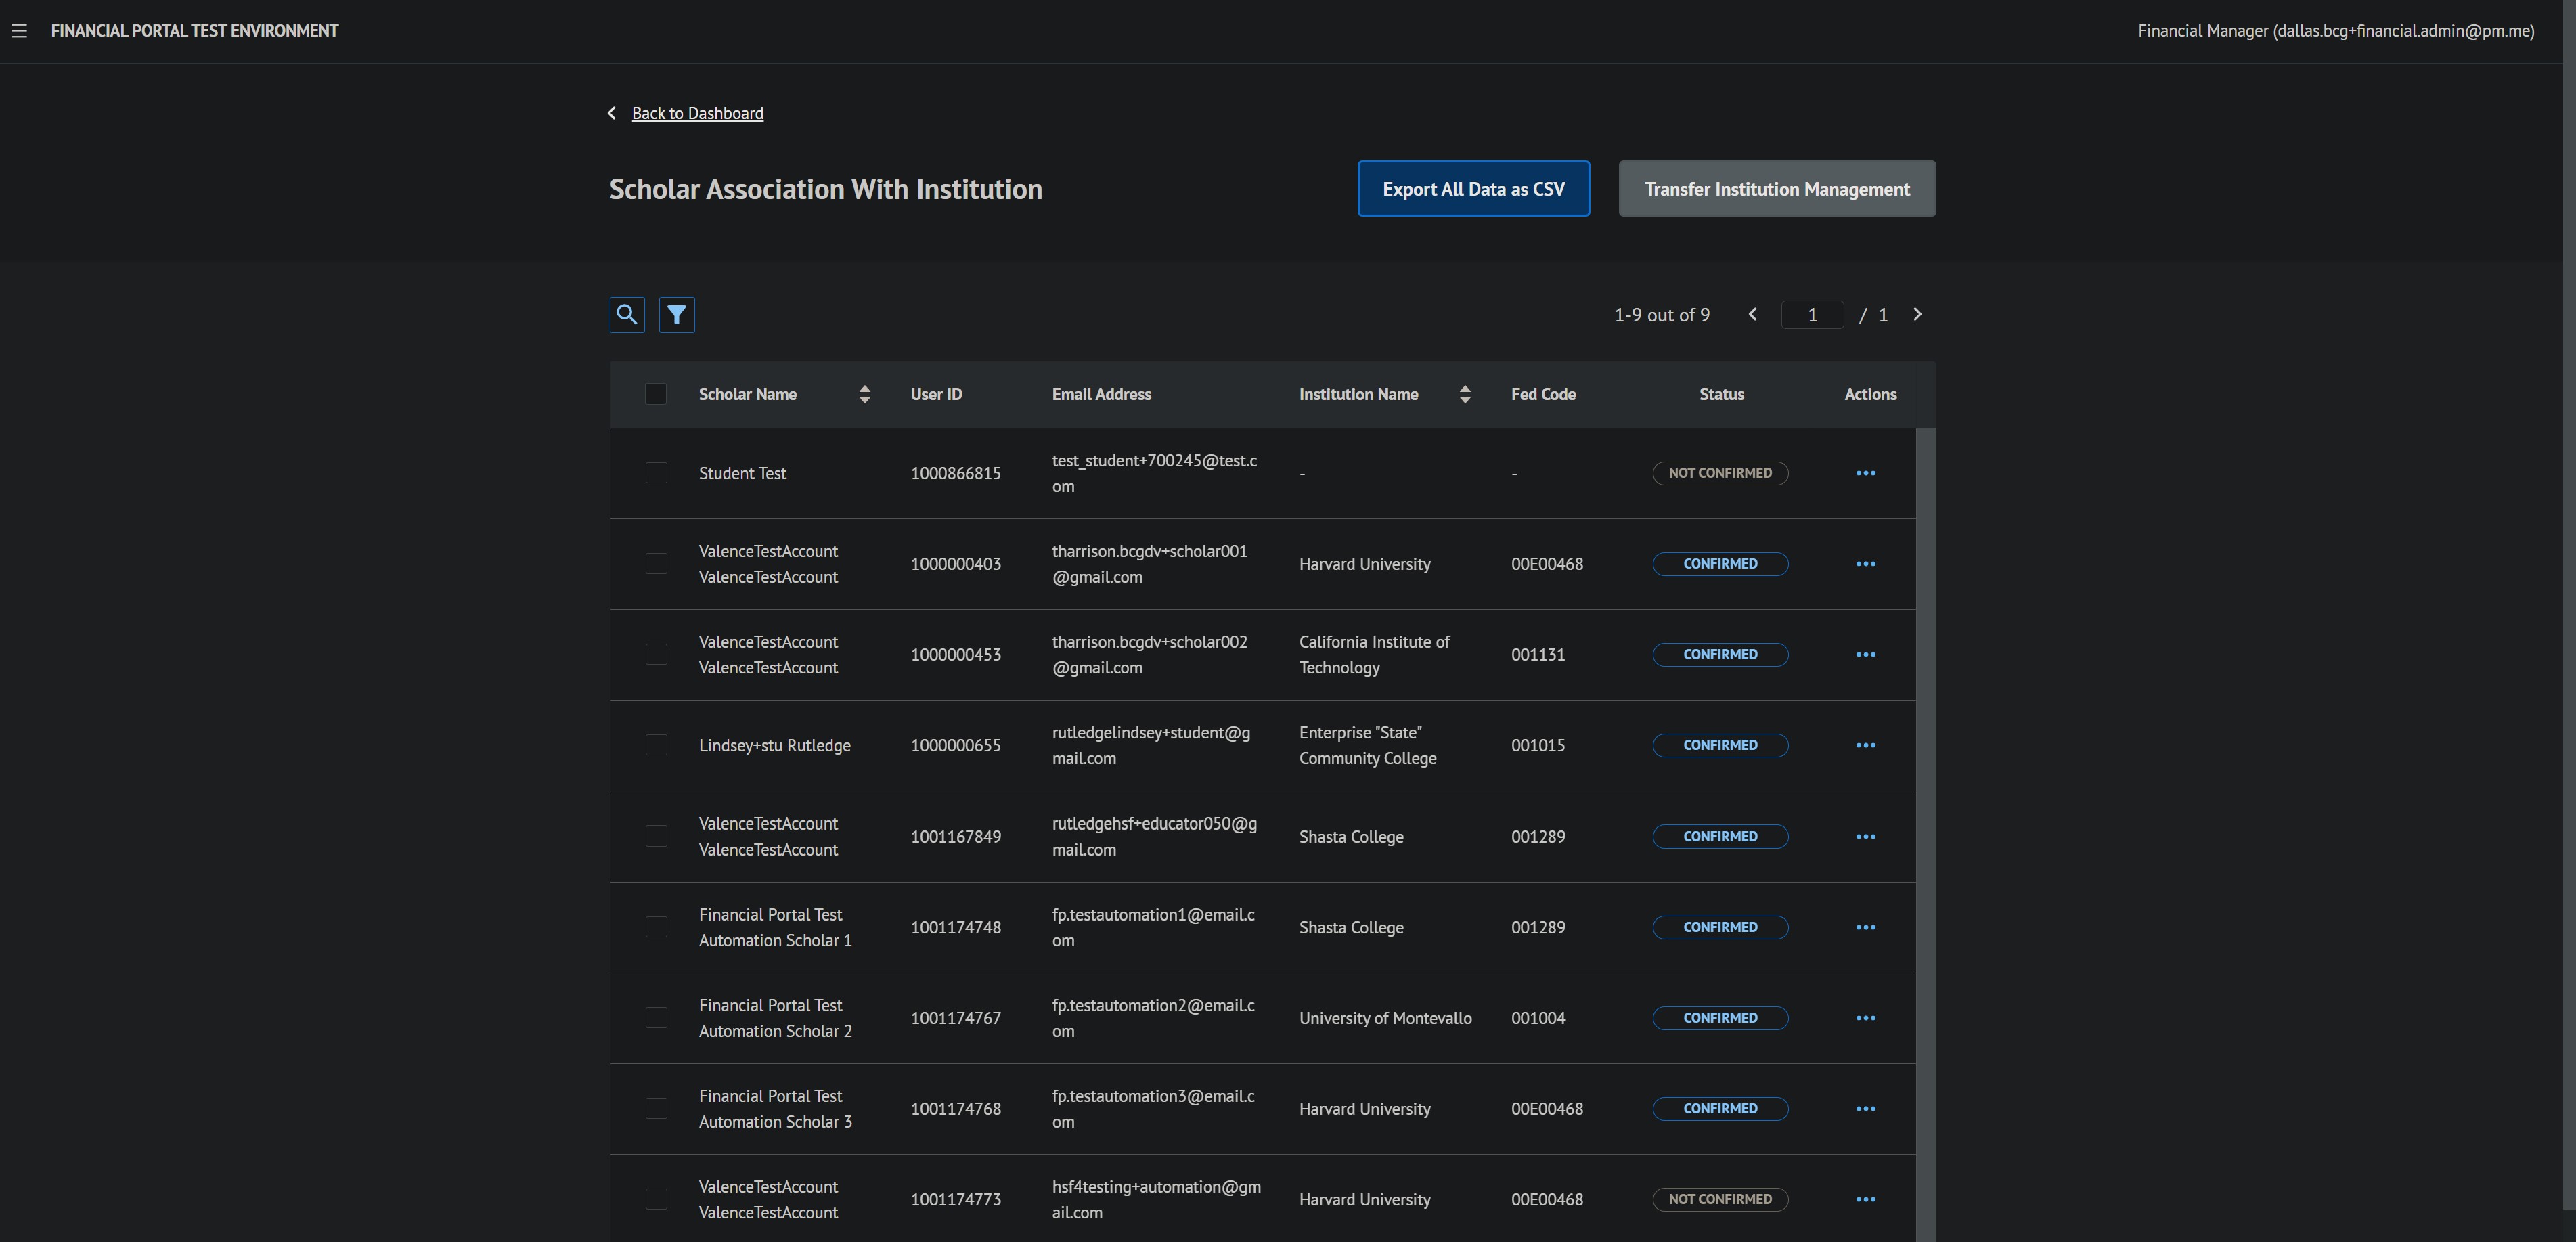 FINANCIAL PORTAL TEST ENVIRONMENT
Financial Manager (dallas.bcg+financial.admin@pm.me)
Back to Dashboard
Scholar Association With Institution
Export All Data as CSV
Transfer Institution Management
1-9 out of 9
1
/ 1
Scholar Name
User ID
Email Address
Institution Name
Fed Code
Status
Actions
Student Test
1000866815
test_student+700245@test.c
om
-
-
NOT CONFIRMED
ValenceTestAccount
ValenceTestAccount
1000000403
tharrison.bcgdv+scholar001
@gmail.com
Harvard University
00E00468
CONFIRMED
ValenceTestAccount
ValenceTestAccount
1000000453
tharrison.bcgdv+scholar002
@gmail.com
California Institute of
Technology
001131
CONFIRMED
Lindsey+stu Rutledge
1000000655
rutledgelindsey+student@g
mail.com
Enterprise "State"
Community College
001015
CONFIRMED
ValenceTestAccount
ValenceTestAccount
1001167849
rutledgehsf+educator050@g
mail.com
Shasta College
001289
CONFIRMED
Financial Portal Test
Automation Scholar 1
1001174748
fp.testautomation1@email.c
om
Shasta College
001289
CONFIRMED
Financial Portal Test
Automation Scholar 2
1001174767
fp.testautomation2@email.c
om
University of Montevallo
001004
CONFIRMED
Financial Portal Test
Automation Scholar 3
1001174768
fp.testautomation3@email.c
om
Harvard University
00E00468
CONFIRMED
ValenceTestAccount
ValenceTestAccount
1001174773
hsf4testing+automation@gm
ail.com
Harvard University
00E00468
NOT CONFIRMED